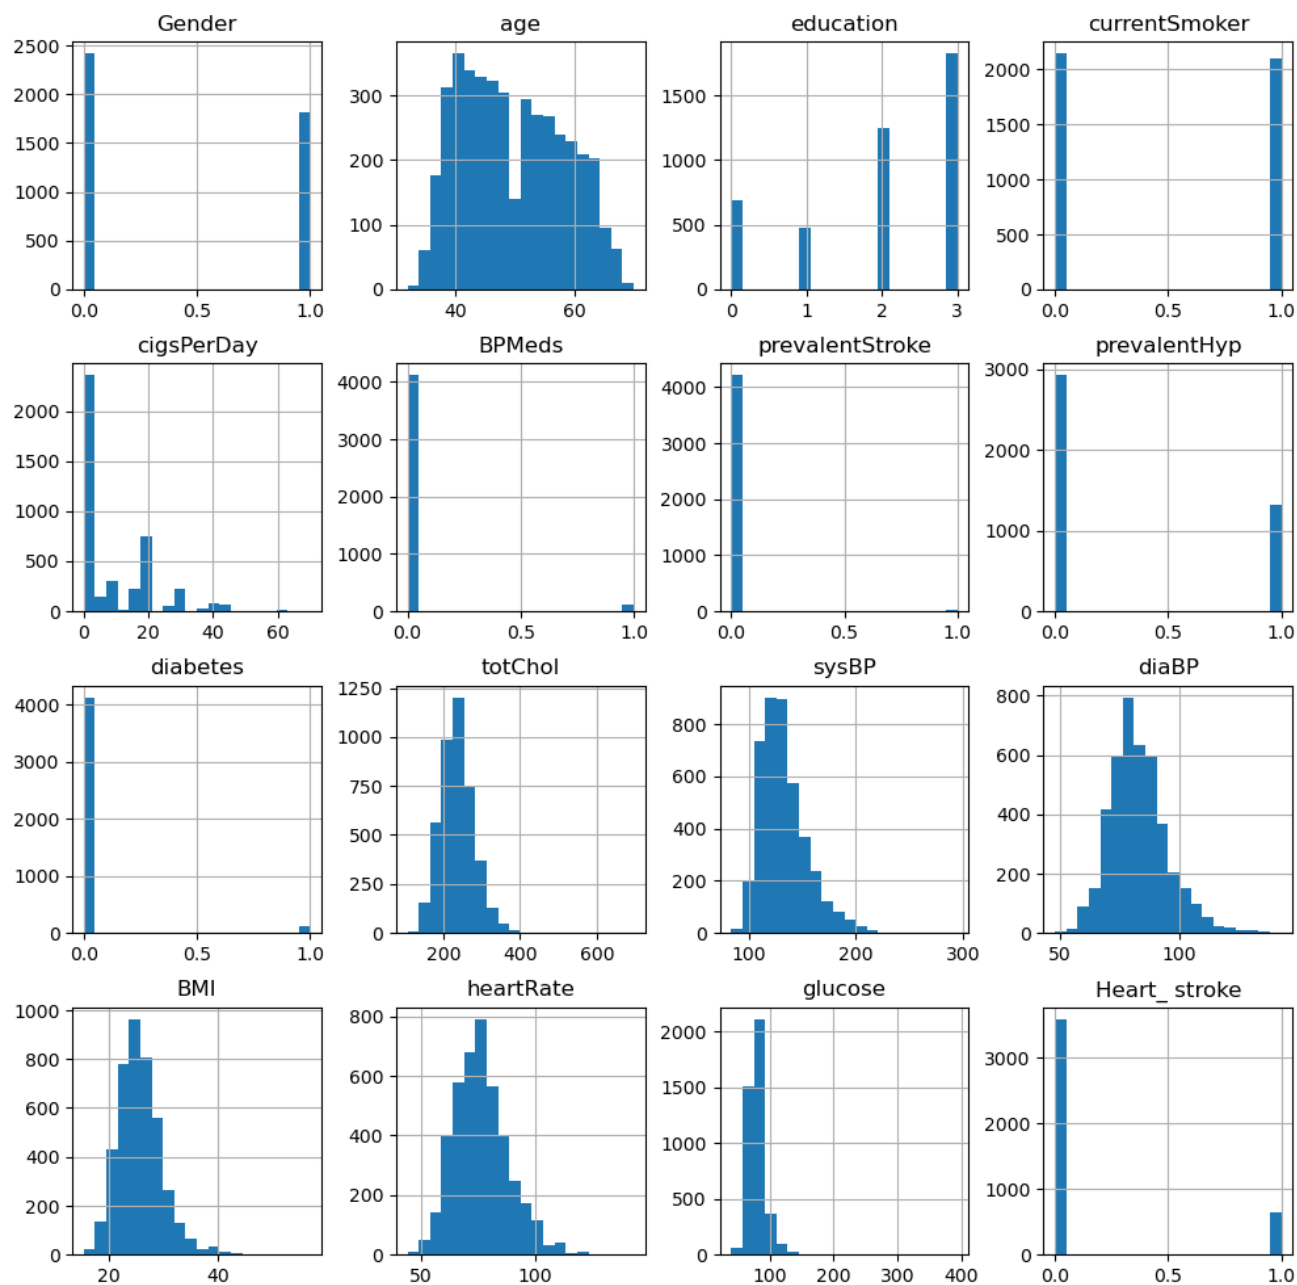 Gender
2500
2000
1500
1000
500
0
0.0 0.5 1.0
age
300
200
100
0
40 60
education
1500
1000
500
0
0 1 2 3
currentSmoker
2000
1500
1000
500
0
0.0 0.5 1.0
cigsPerDay
2000
1500
1000
500
0
0 20 40 60
BPMeds
4000
3000
2000
1000
0
0.0 0.5 1.0
prevalentStroke
4000
3000
2000
1000
0
0.0 0.5 1.0
prevalentHyp
3000
2000
1000
0
0.0 0.5 1.0
diabetes
4000
3000
2000
1000
0
0.0 0.5 1.0
totChol
1250
1000
750
500
250
0
200 400 600
sysBP
800
600
400
200
0
100 200 300
diaBP
800
600
400
200
0
50 100
BMI
1000
800
600
400
200
0
20 40
heartRate
800
600
400
200
0
50 100
glucose
2000
1500
1000
500
0
100 200 300 400
Heart_ stroke
3000
2000
1000
0
0.0 0.5 1.0